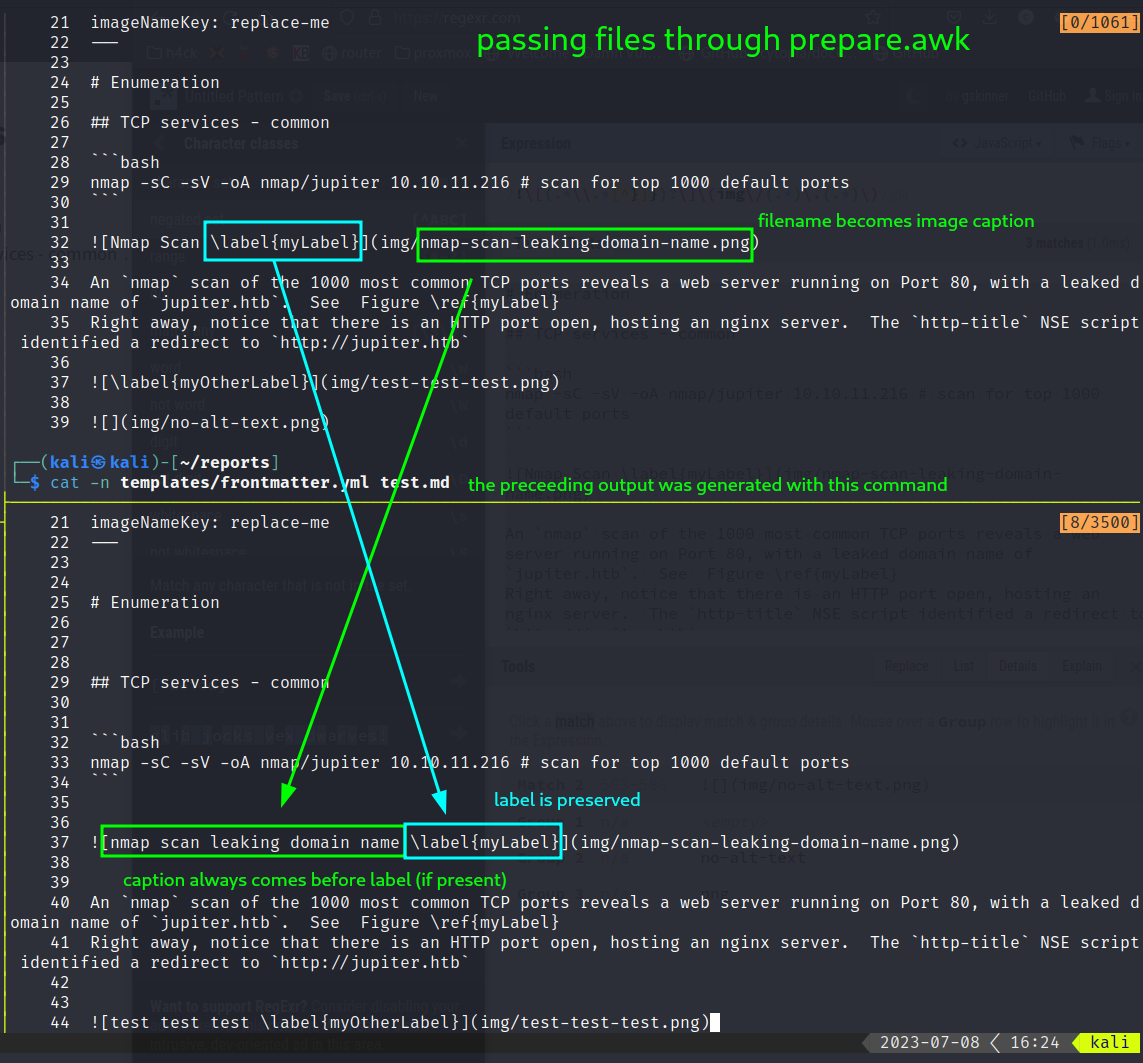 21 imageNameKey: replace-me
[0/1061]
22 ---
passing files through prepare.awk
23
24 # Enumeration
25
26 ## TCP services - common
27
28 ```bash
29 nmap -sC -sV -oA nmap/jupiter 10.10.11.216 # scan for top 1000 default ports
30 ```
31
filename becomes image caption
32 ![Nmap Scan \label{myLabel}](img/nmap-scan-leaking-domain-name.png)
33
34 An `nmap` scan of the 1000 most common TCP ports reveals a web server running on Port 80, with a leaked d
omain name of `jupiter.htb`.  See  Figure \ref{myLabel}
35 Right away, notice that there is an HTTP port open, hosting an nginx server.  The `http-title` NSE script
identified a redirect to `http://jupiter.htb`
36
37 ![\label{myOtherLabel}](img/test-test-test.png)
38
39 ![](img/no-alt-text.png)
┌──(kali㉿kali)-[~/reports]
└─$ cat -n templates/frontmatter.yml test.md
the preceeding output was generated with this command
21 imageNameKey: replace-me
[8/3500]
22 ---
23
24
25 # Enumeration
26
27
28
29 ## TCP services - common
30
31
32 ```bash
33 nmap -sC -sV -oA nmap/jupiter 10.10.11.216 # scan for top 1000 default ports
34 ```
35
label is preserved
36
37 ![nmap scan leaking domain name \label{myLabel}](img/nmap-scan-leaking-domain-name.png)
38
caption always comes before label (if present)
39
40 An `nmap` scan of the 1000 most common TCP ports reveals a web server running on Port 80, with a leaked d
omain name of `jupiter.htb`.  See  Figure \ref{myLabel}
41 Right away, notice that there is an HTTP port open, hosting an nginx server.  The `http-title` NSE script
identified a redirect to `http://jupiter.htb`
42
43
44 ![test test test \label{myOtherLabel}](img/test-test-test.png)
2023-07-08 16:24 kali